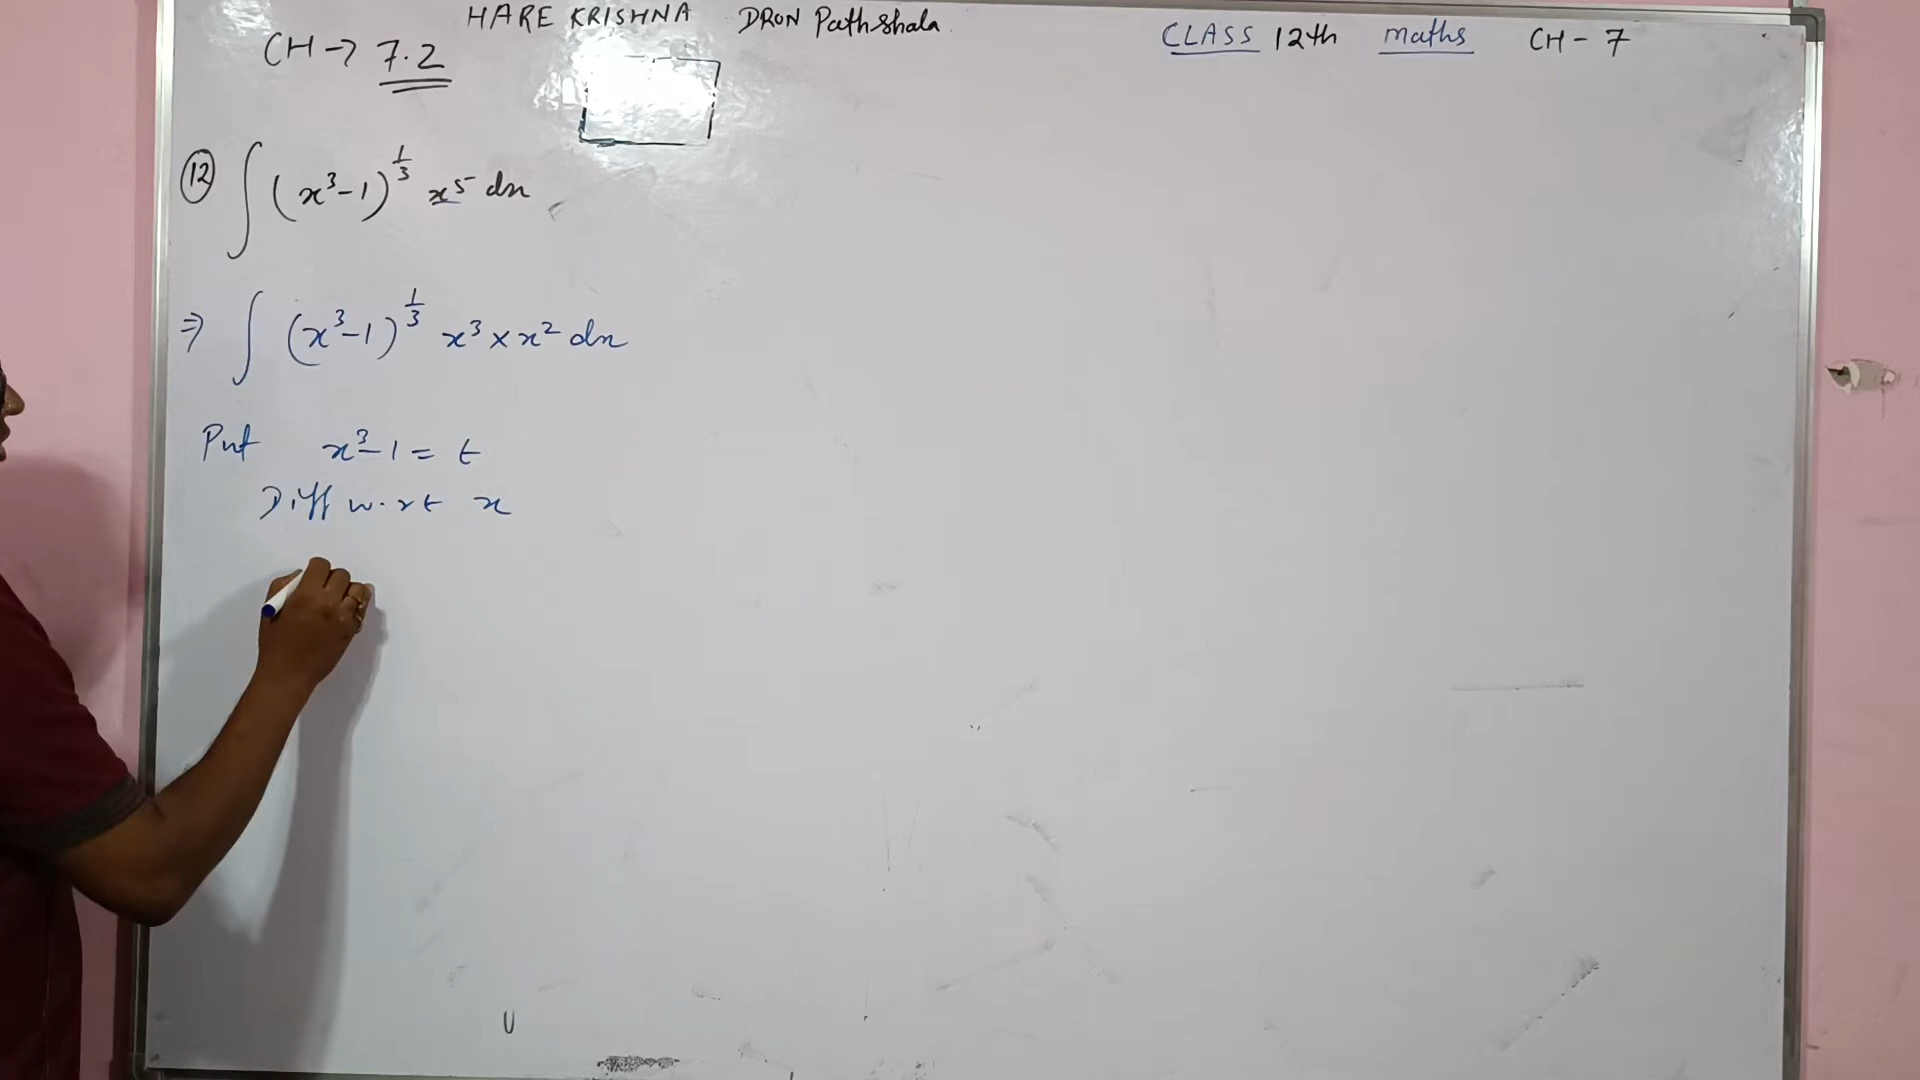 HARE KRISHNA DRON Pathshala
CLASS 12th maths CH - 7
CH → 7.2
(12) ∫ (x³-1)^(1/3) x⁵ dx
⇒ ∫ (x³-1)^(1/3) x³ × x² dx
Put x³-1 = t
Diff w.rt x